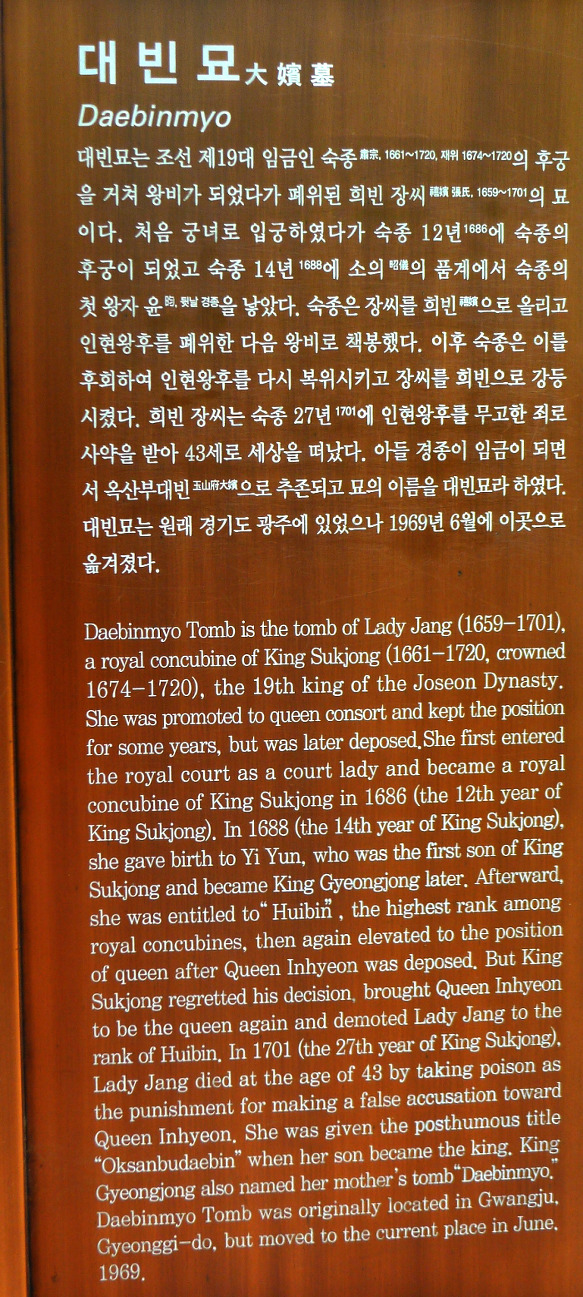 대빈묘 大嬪墓
Daebinmyo
대빈묘는 조선 제19대 임금인 숙종 肅宗, 1661~1720, 재위 1674~1720의 후궁
을 거쳐 왕비가 되었다가 폐위된 희빈 장씨 禧嬪 張氏, 1659~1701의 묘
이다. 처음 궁녀로 입궁하였다가 숙종 12년1686에 숙종의
후궁이 되었고 숙종 14년 1688에 소의昭儀의 품계에서 숙종의
첫 왕자 윤昀, 뒷날 경종을 낳았다. 숙종은 장씨를 희빈禧嬪으로 올리고
인현왕후를 폐위한 다음 왕비로 책봉했다. 이후 숙종은 이를
후회하여 인현왕후를 다시 복위시키고 장씨를 희빈으로 강등
시켰다. 희빈 장씨는 숙종 27년1701에 인현왕후를 무고한 죄로
사약을 받아 43세로 세상을 떠났다. 아들 경종이 임금이 되면
서 옥산부대빈玉山府大嬪으로 추존되고 묘의 이름을 대빈묘라 하였다.
대빈묘는 원래 경기도 광주에 있었으나 1969년 6월에 이곳으로
옮겨졌다.
Daebinmyo Tomb is the tomb of Lady Jang (1659-1701),
a royal concubine of King Sukjong (1661-1720, crowned
1674-1720), the 19th king of the Joseon Dynasty.
She was promoted to queen consort and kept the position
for some years, but was later deposed.She first entered
the royal court as a court lady and became a royal
concubine of King Sukjong in 1686 (the 12th year of
King Sukjong). In 1688 (the 14th year of King Sukjong),
she gave birth to Yi Yun, who was the first son of King
Sukjong and became King Gyeongjong later. Afterward,
she was entitled to“ Huibin”, the highest rank among
royal concubines, then again elevated to the position
of queen after Queen Inhyeon was deposed. But King
Sukjong regretted his decision, brought Queen Inhyeon
to be the queen again and demoted Lady Jang to the
rank of Huibin. In 1701 (the 27th year of King Sukjong),
Lady Jang died at the age of 43 by taking poison as
the punishment for making a false accusation toward
Queen Inhyeon. She was given the posthumous title
“Oksanbudaebin” when her son became the king. King
Gyeongjong also named her mother's tomb“Daebinmyo.”
Daebinmyo Tomb was originally located in Gwangju,
Gyeonggi-do, but moved to the current place in June,
1969.